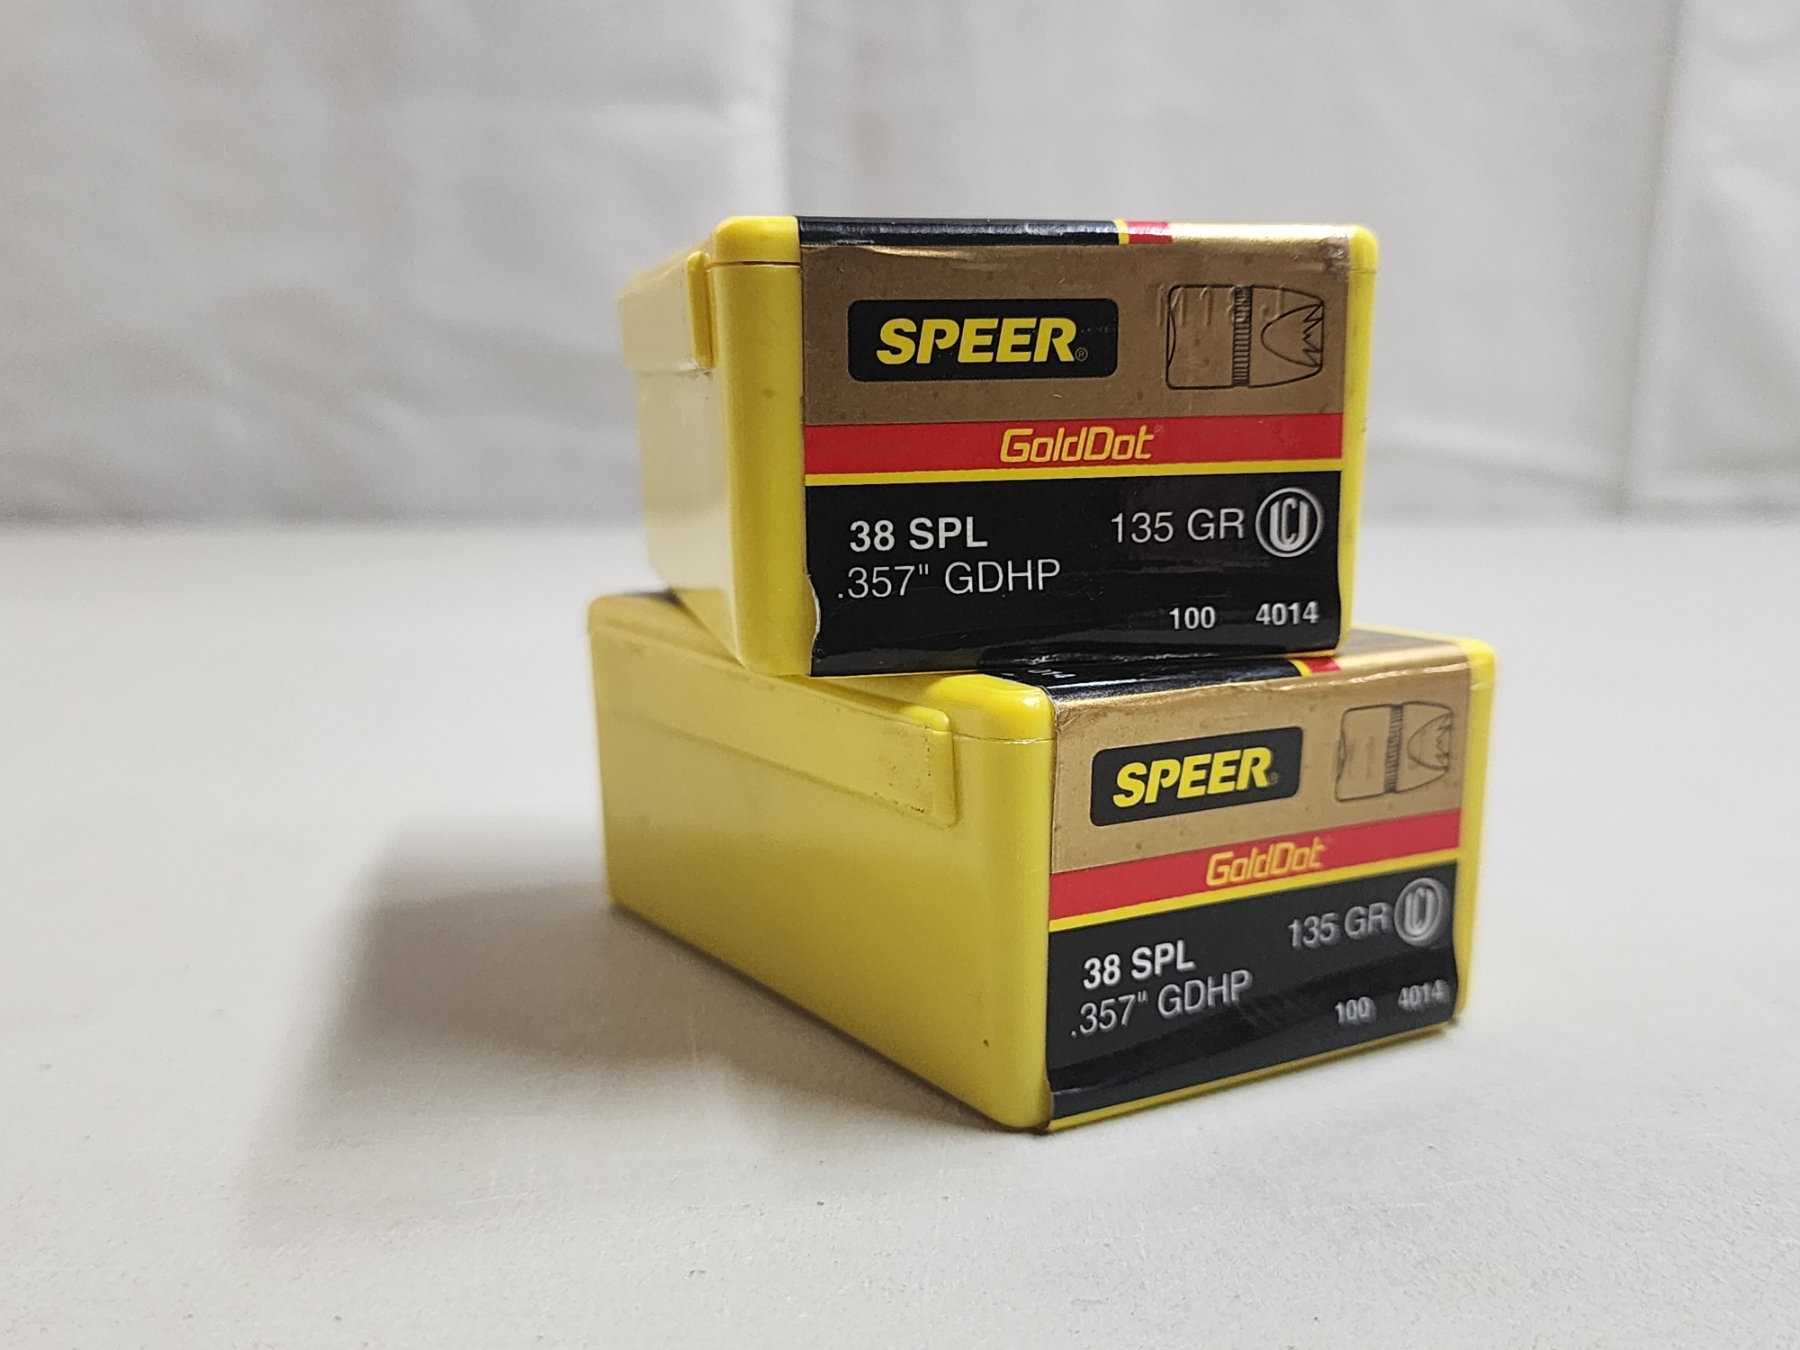 SPEER®
GoldDot
38 SPL 135 GR
.357" GDHP
100 4014
SPEER
GoldDot
38 SPL 135 GR
.357" GDHP
100 4014